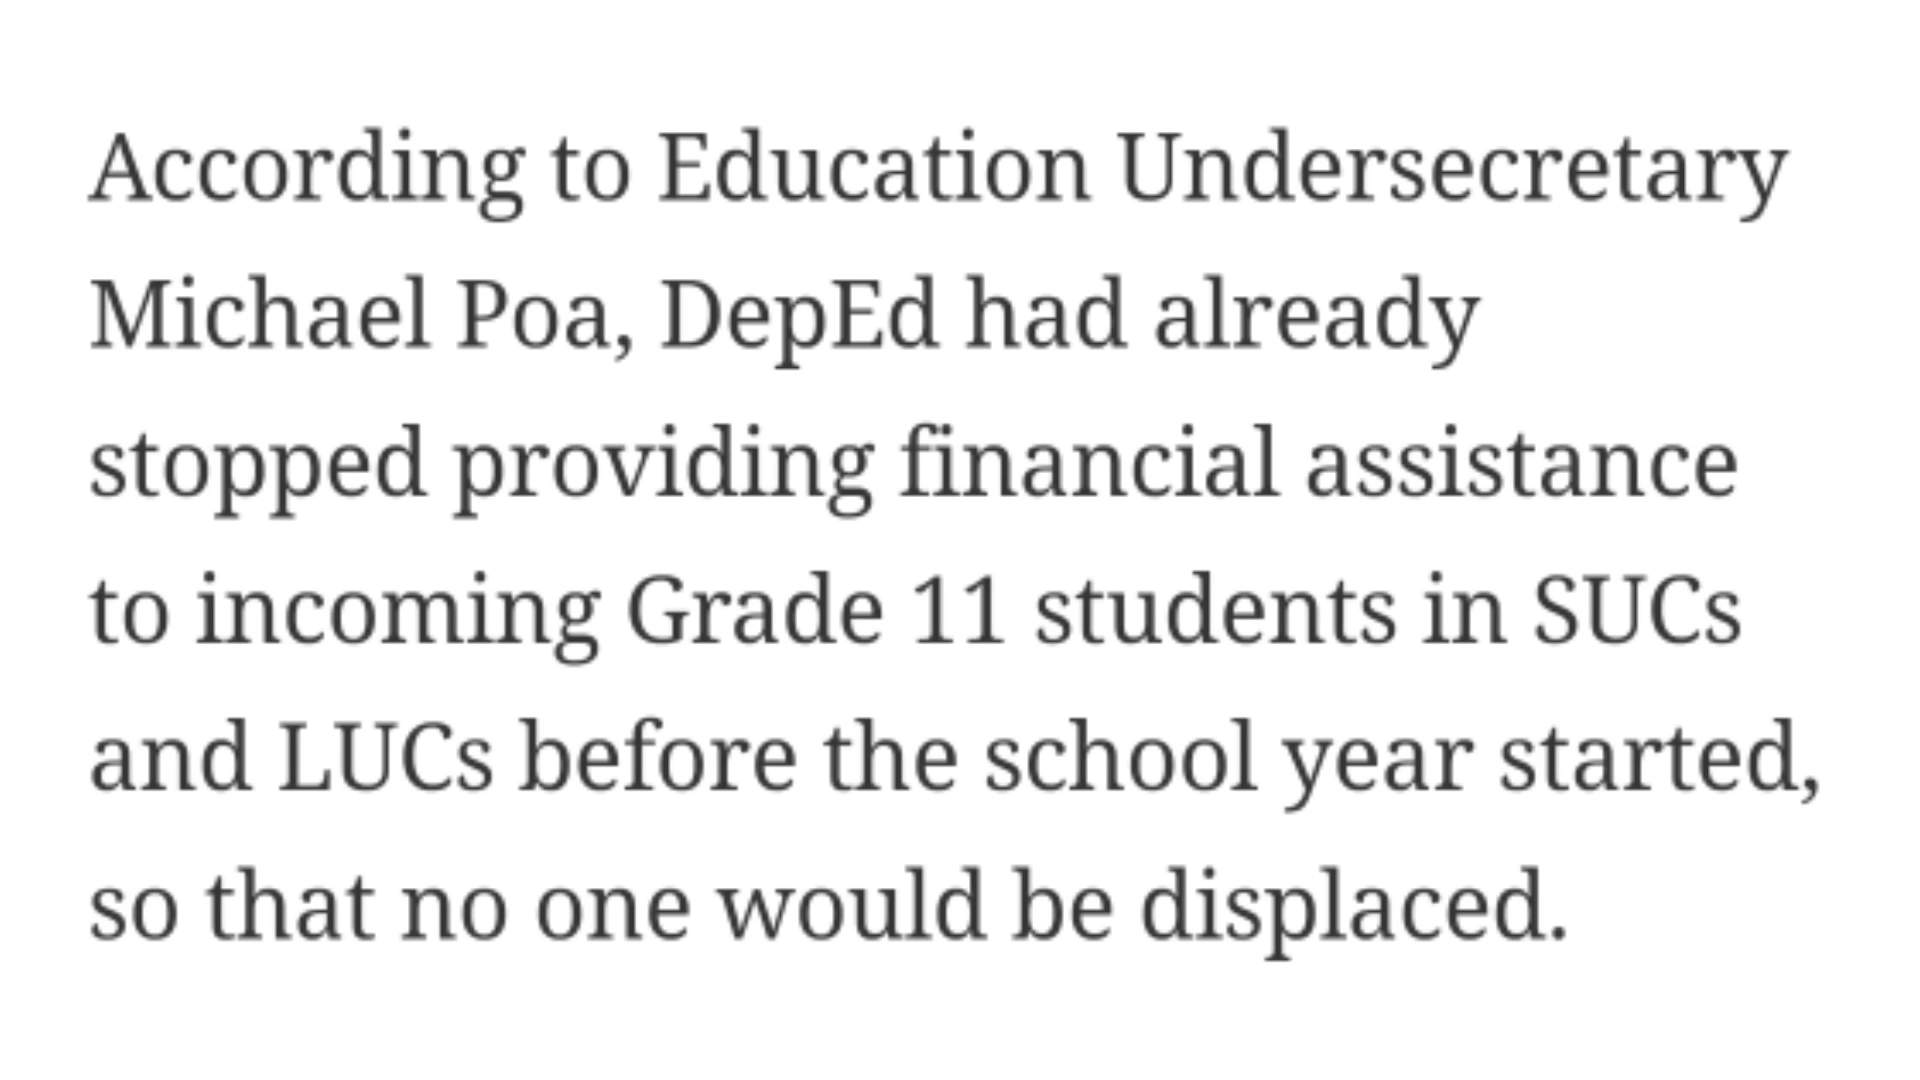 According to Education Undersecretary
Michael Poa, DepEd had already
stopped providing financial assistance
to incoming Grade 11 students in SUCs
and LUCs before the school year started,
so that no one would be displaced.